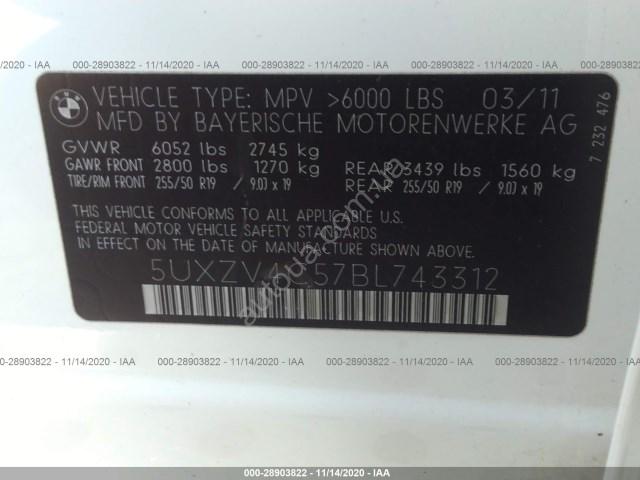 000-28903822 - 11/14/2020 - IAA
BMW
VEHICLE TYPE: MPV >6000 LBS 03/11
MFD BY BAYERISCHE MOTORENWERKE AG
7 232 476
GVWR 6052 lbs 2745 kg
GAWR FRONT 2800 lbs 1270 kg REAR 3439 lbs 1560 kg
TIRE/RIM FRONT 255/50 R19 / 9.0J x 19 REAR 255/50 R19 / 9.0J x 19
THIS VEHICLE CONFORMS TO ALL APPLICABLE U.S.
FEDERAL MOTOR VEHICLE SAFETY STANDARDS
IN EFFECT ON THE DATE OF MANUFACTURE SHOWN ABOVE.
autoua.com.ua
000-28903822 - 11/14/2020 - IAA
000-28903822 - 11/14/2020 - IAA